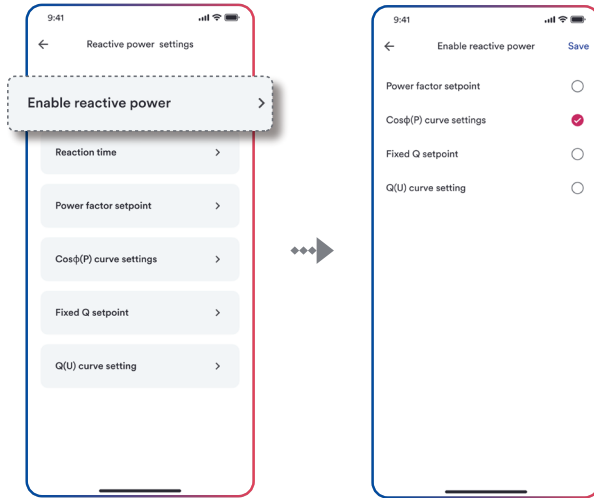 9:41
Reactive power settings
Enable reactive power
Reaction time
Power factor setpoint
Cosϕ(P) curve settings
Fixed Q setpoint
Q(U) curve setting
9:41
Enable reactive power Save
Power factor setpoint
Cosϕ(P) curve settings
Fixed Q setpoint
Q(U) curve setting